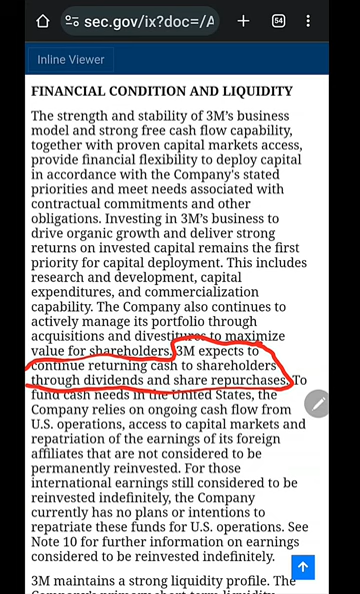 sec.gov/ix?doc=/A
54
Inline Viewer
FINANCIAL CONDITION AND LIQUIDITY
The strength and stability of 3M's business
model and strong free cash flow capability,
together with proven capital markets access,
provide financial flexibility to deploy capital
in accordance with the Company's stated
priorities and meet needs associated with
contractual commitments and other
obligations. Investing in 3M's business to
drive organic growth and deliver strong
returns on invested capital remains the first
priority for capital deployment. This includes
research and development, capital
expenditures, and commercialization
capability. The Company also continues to
actively manage its portfolio through
acquisitions and divestitures to maximize
value for shareholders. 3M expects to
continue returning cash to shareholders
through dividends and share repurchases. To
fund cash needs in the United States, the
Company relies on ongoing cash flow from
U.S. operations, access to capital markets and
repatriation of the earnings of its foreign
affiliates that are not considered to be
permanently reinvested. For those
international earnings still considered to be
reinvested indefinitely, the Company
currently has no plans or intentions to
repatriate these funds for U.S. operations. See
Note 10 for further information on earnings
considered to be reinvested indefinitely.
3M maintains a strong liquidity profile. The
Company's primary short-term liquidity